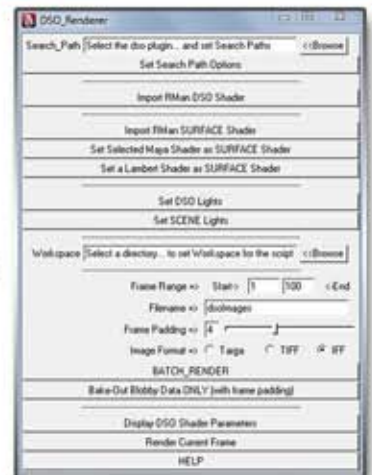 DSO_Renderer
Search_Path Select the dso plugin... and set Search Paths <<Browse
Set Search Path Options
Import RMan DSO Shader
Import RMan SURFACE Shader
Set Selected Maya Shader as SURFACE Shader
Set a Lambert Shader as SURFACE Shader
Set DSO Lights
Set SCENE Lights
Workspace Select a directory... to set Workspace for the script <<Browse
Frame Range => Start> 1 100 <End
Filename => dsoImages
Frame Padding => 4
Image Format => Targa TIFF IFF
BATCH_RENDER
Bake-Out Blobby Data ONLY (with frame padding)
Display DSO Shader Parameters
Render Current Frame
HELP